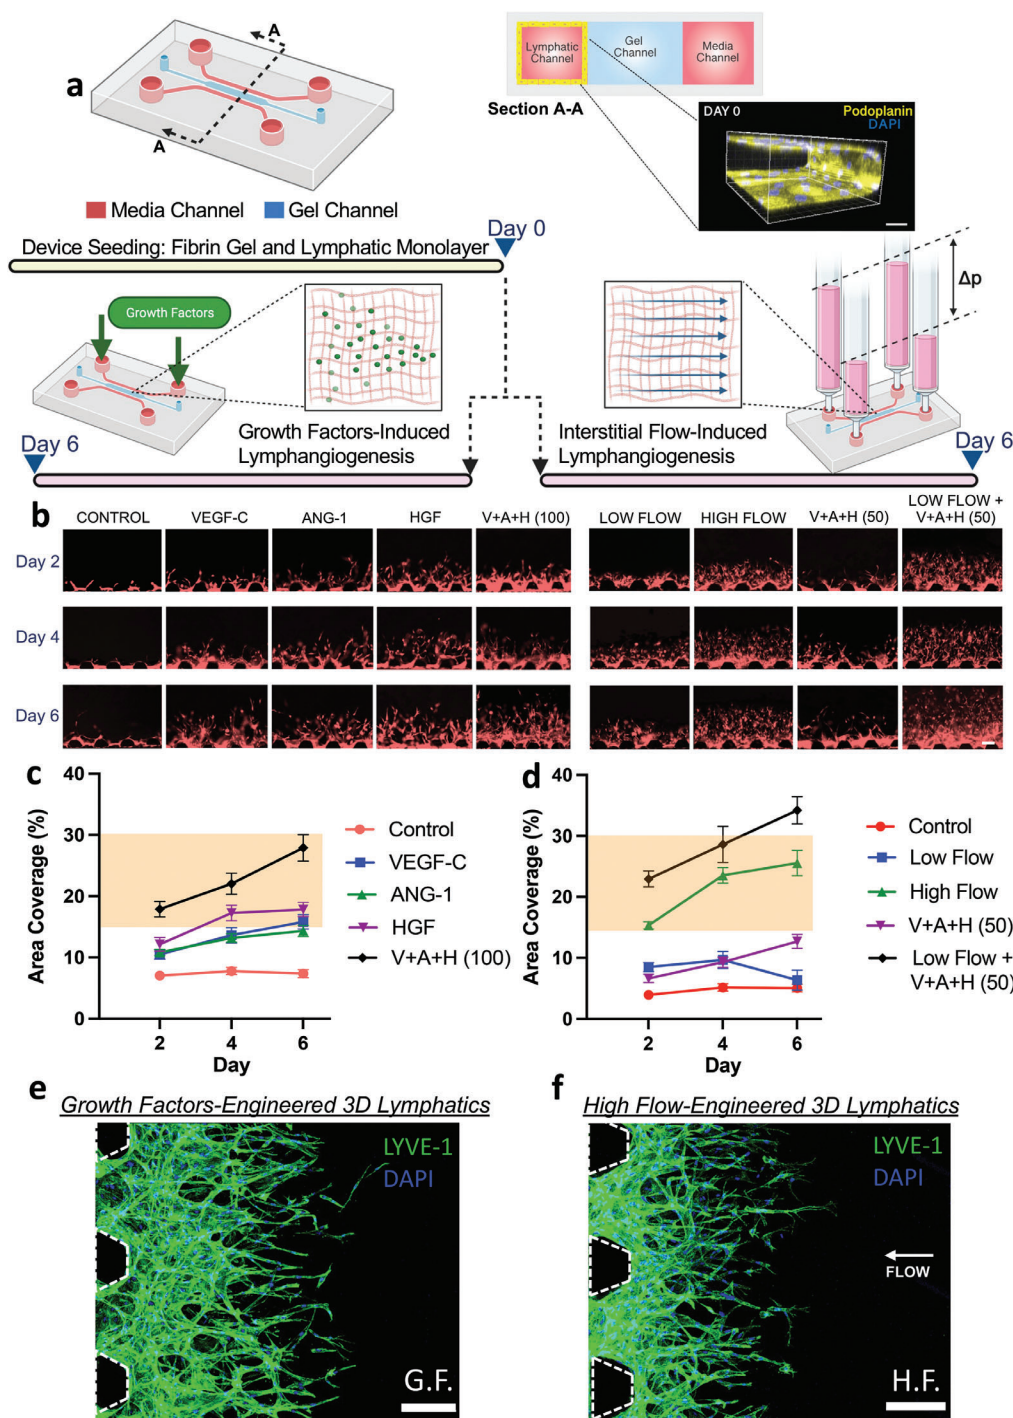 a
A
A
Media Channel
Gel Channel
Lymphatic
Channel
Gel
Channel
Media
Channel
Section A-A
DAY 0
Podoplanin
DAPI
Day 0
Device Seeding: Fibrin Gel and Lymphatic Monolayer
Growth Factors
Δp
Growth Factors-Induced
Lymphangiogenesis
Interstitial Flow-Induced
Lymphangiogenesis
Day 6
Day 6
b
CONTROL
VEGF-C
ANG-1
HGF
V+A+H (100)
LOW FLOW
HIGH FLOW
V+A+H (50)
LOW FLOW +
V+A+H (50)
Day 2
Day 4
Day 6
c
40
30
20
10
0
Area Coverage (%)
2
4
6
Day
Control
VEGF-C
ANG-1
HGF
V+A+H (100)
d
40
30
20
10
0
Area Coverage (%)
2
4
6
Day
Control
Low Flow
High Flow
V+A+H (50)
Low Flow +
V+A+H (50)
e
Growth Factors-Engineered 3D Lymphatics
LYVE-1
DAPI
G.F.
f
High Flow-Engineered 3D Lymphatics
LYVE-1
DAPI
FLOW
H.F.